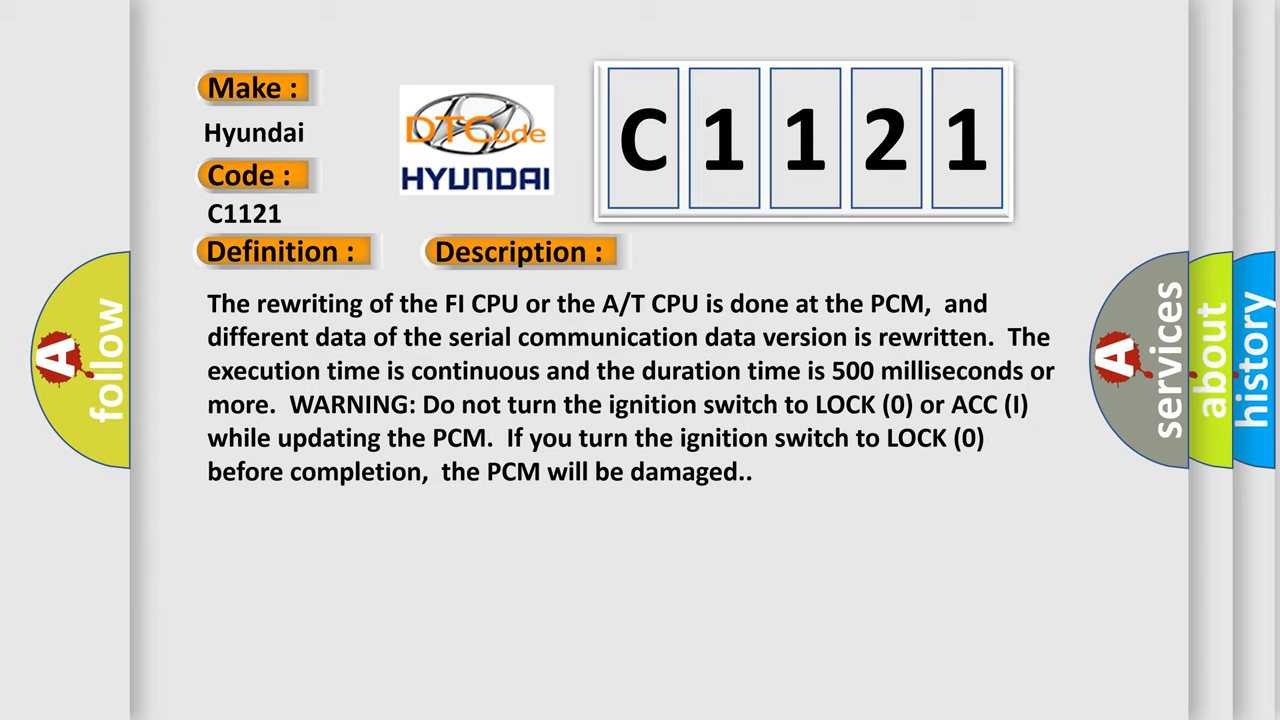 Make :
Hyundai
Code :
C1121
Definition :
Description :
DTCode
HYUNDAI
C 1 1 2 1
The rewriting of the FI CPU or the A/T CPU is done at the PCM, and
different data of the serial communication data version is rewritten The
execution time is continuous and the duration time is 500 milliseconds or
more WARNING: Do not turn the ignition switch to LOCK (0) or ACC (I)
while updating the PCM If you turn the ignition switch to LOCK (0)
before completion, the PCM will be damaged..
A follow
A services
about
history